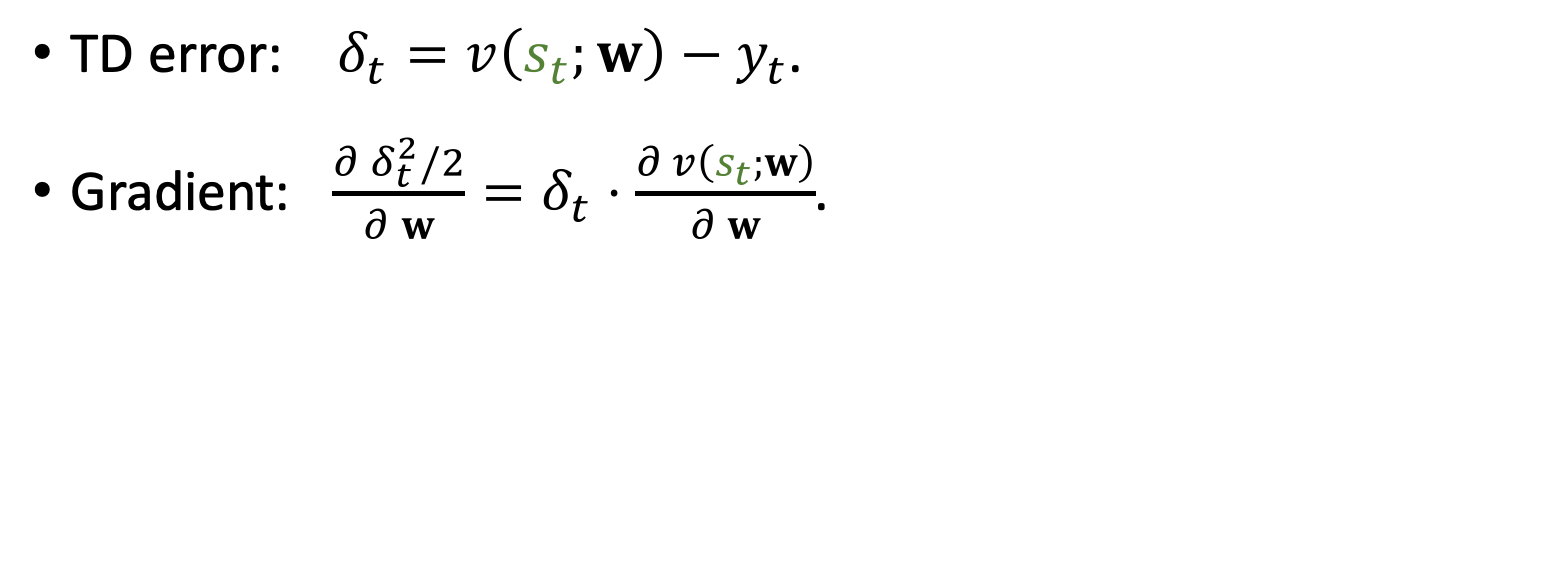 • TD error: δ_t = v(s_t; **w**) − y_t.
• Gradient: ∂ δ_t^2/2 / ∂ **w** = δ_t · ∂ v(s_t;**w**) / ∂ **w**.